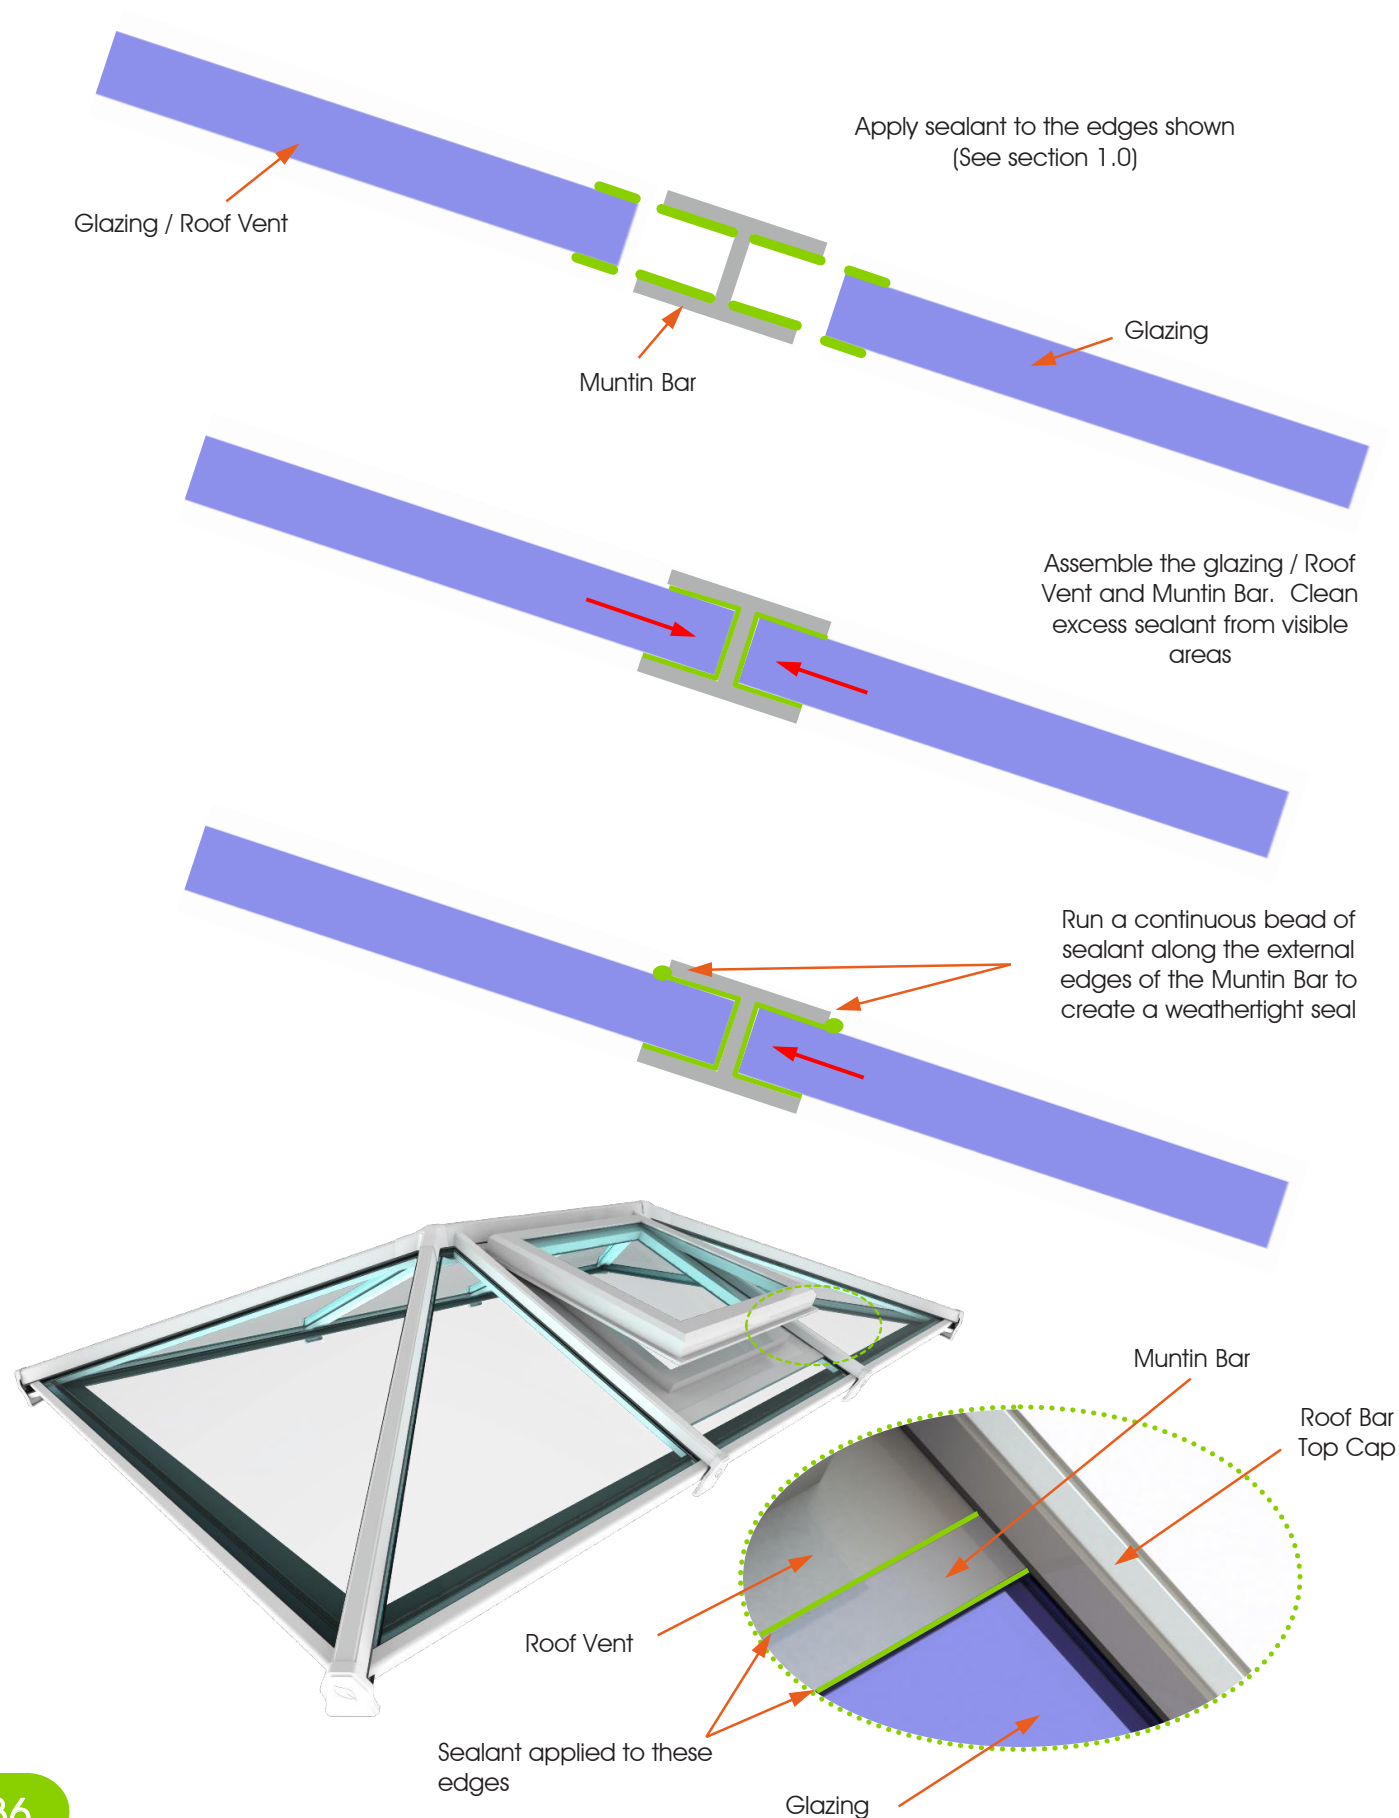 Apply sealant to the edges shown
(See section 1.0)
Glazing / Roof Vent
Glazing
Muntin Bar
Assemble the glazing / Roof
Vent and Muntin Bar.  Clean
excess sealant from visible
areas
Run a continuous bead of
sealant along the external
edges of the Muntin Bar to
create a weathertight seal
Muntin Bar
Roof Bar
Top Cap
Roof Vent
Sealant applied to these
edges
Glazing